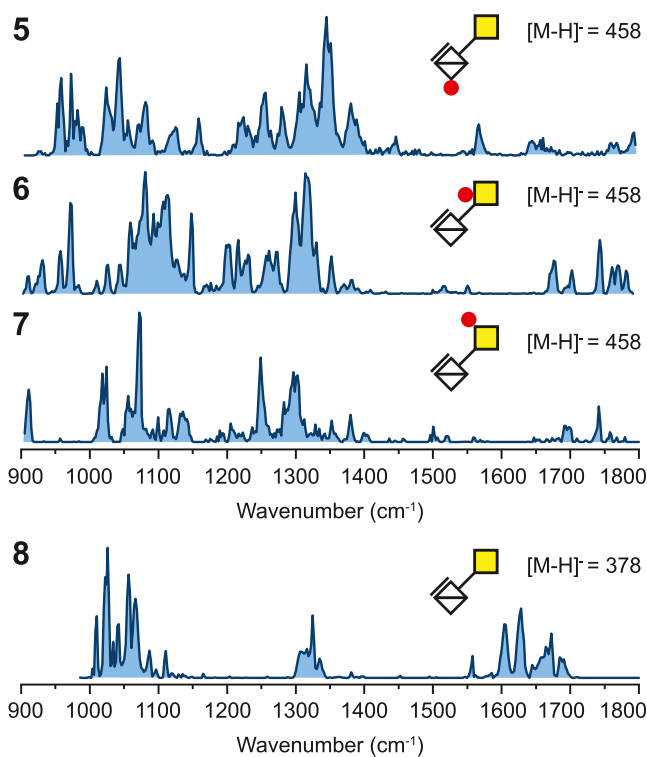 5 [M-H]⁻ = 458
6 [M-H]⁻ = 458
7 [M-H]⁻ = 458
900 1000 1100 1200 1300 1400 1500 1600 1700 1800
Wavenumber (cm⁻¹)
8 [M-H]⁻ = 378
900 1000 1100 1200 1300 1400 1500 1600 1700 1800
Wavenumber (cm⁻¹)